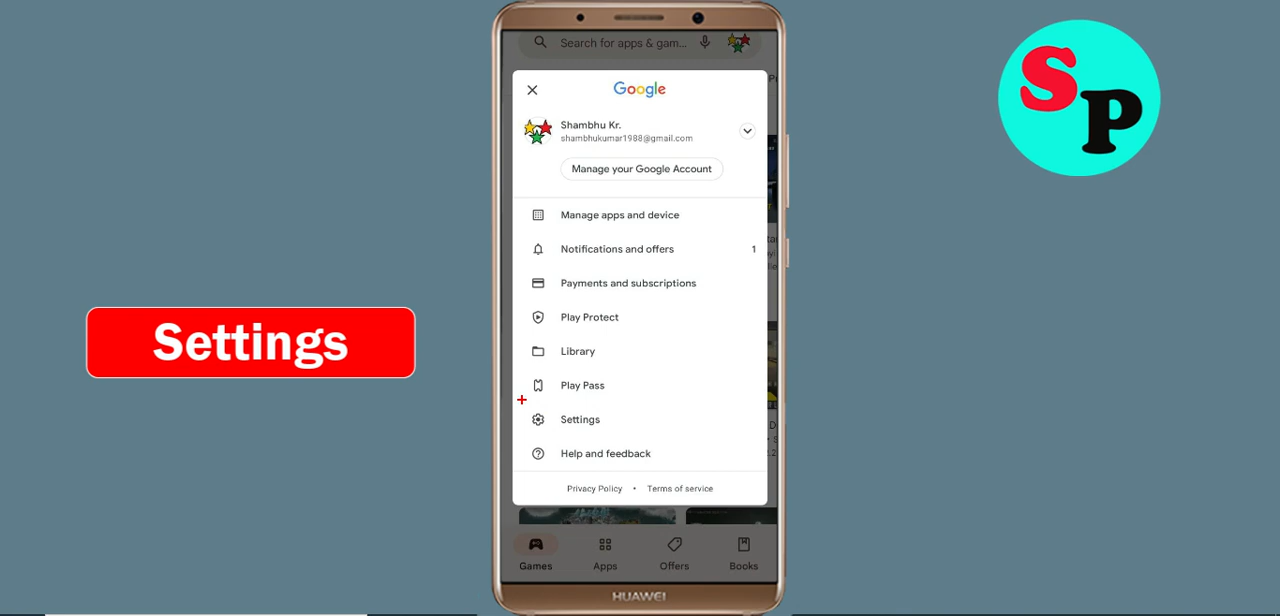 Search for apps & gam...
Google
Shambhu Kr.
shambhukumar1988@gmail.com
Manage your Google Account
Manage apps and device
Notifications and offers 1
Payments and subscriptions
Play Protect
Library
Play Pass
Settings
Help and feedback
Privacy Policy • Terms of service
Games Apps Offers Books
HUAWEI
Settings
SP